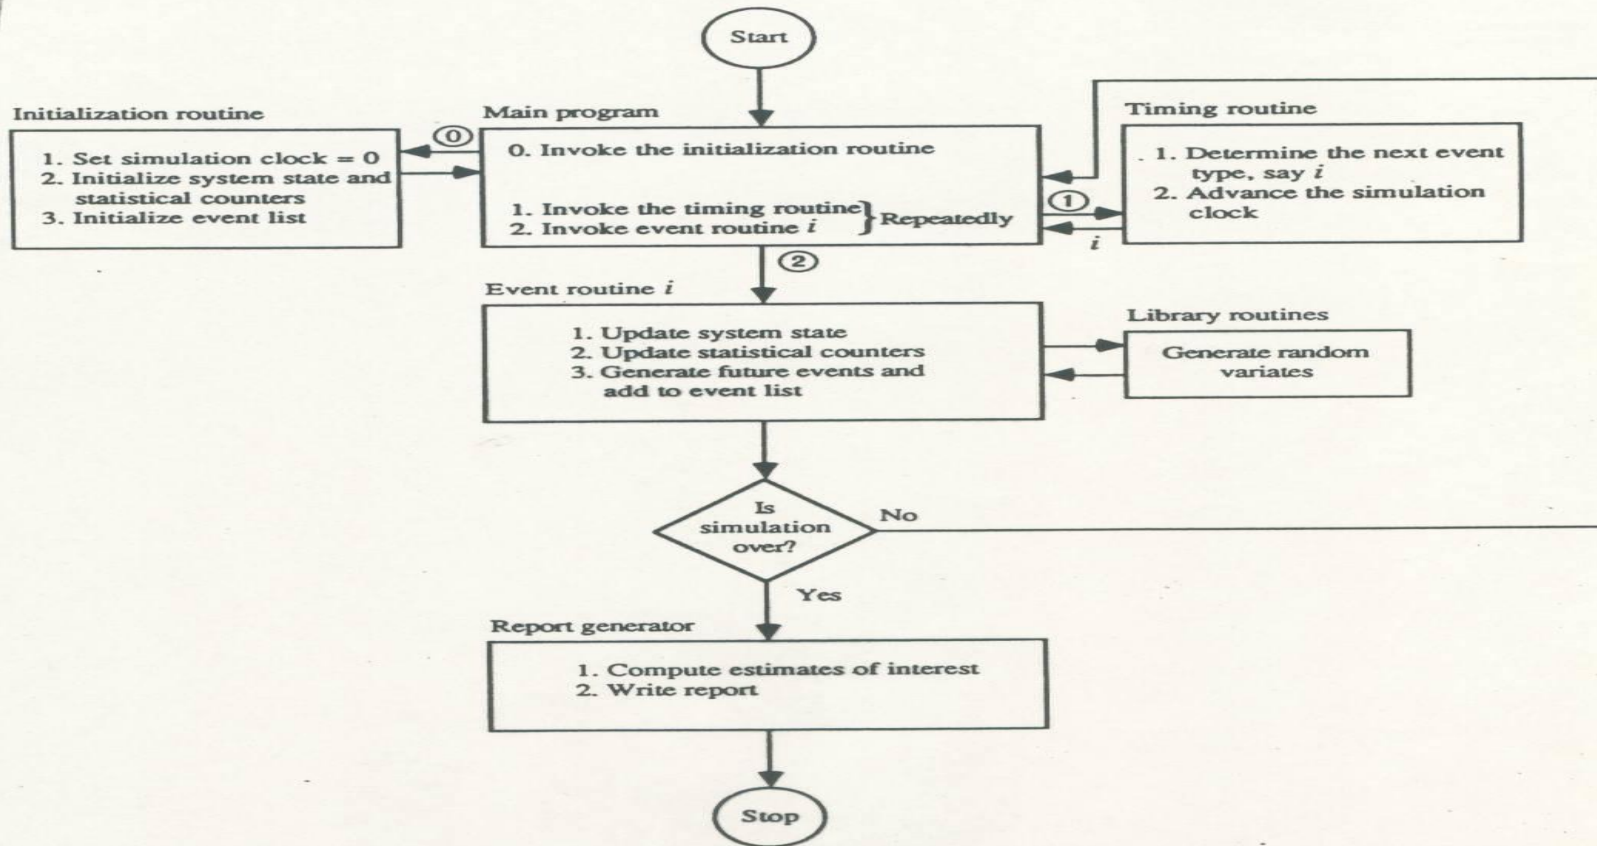 Start
Initialization routine
1. Set simulation clock = 0
2. Initialize system state and
statistical counters
3. Initialize event list
0
Main program
0. Invoke the initialization routine
1. Invoke the timing routine
2. Invoke event routine i
} Repeatedly
1
i
Timing routine
1. Determine the next event
type, say i
2. Advance the simulation
clock
2
Event routine i
1. Update system state
2. Update statistical counters
3. Generate future events and
add to event list
Library routines
Generate random
variates
Is
simulation
over?
No
Yes
Report generator
1. Compute estimates of interest
2. Write report
Stop